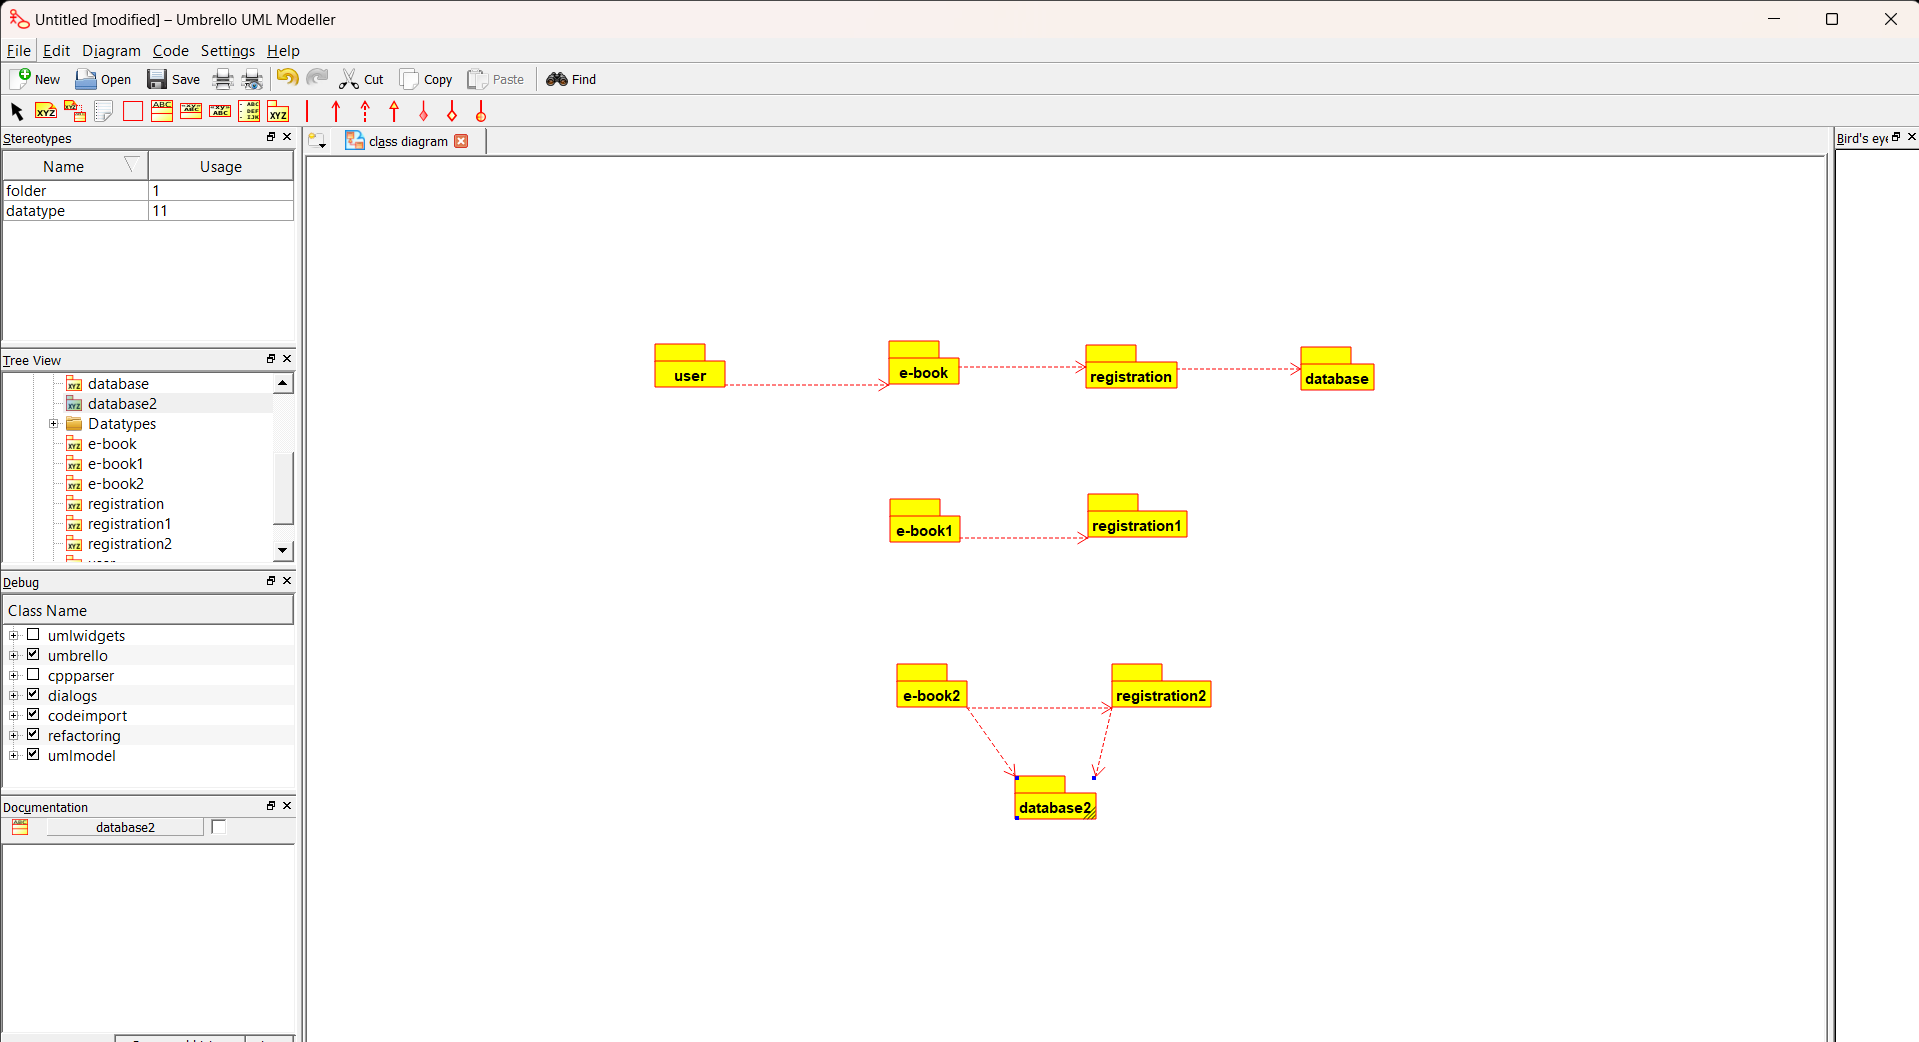 Untitled [modified] – Umbrello UML Modeller
File Edit Diagram Code Settings Help
New Open Save Cut Copy Paste Find
Stereotypes
Name Usage
folder 1
datatype 11
Tree View
database
database2
Datatypes
e-book
e-book1
e-book2
registration
registration1
registration2
Debug
Class Name
umlwidgets
umbrello
cppparser
dialogs
codeimport
refactoring
umlmodel
Documentation
database2
class diagram
user
e-book
registration
database
e-book1
registration1
e-book2
registration2
database2
Bird's eye